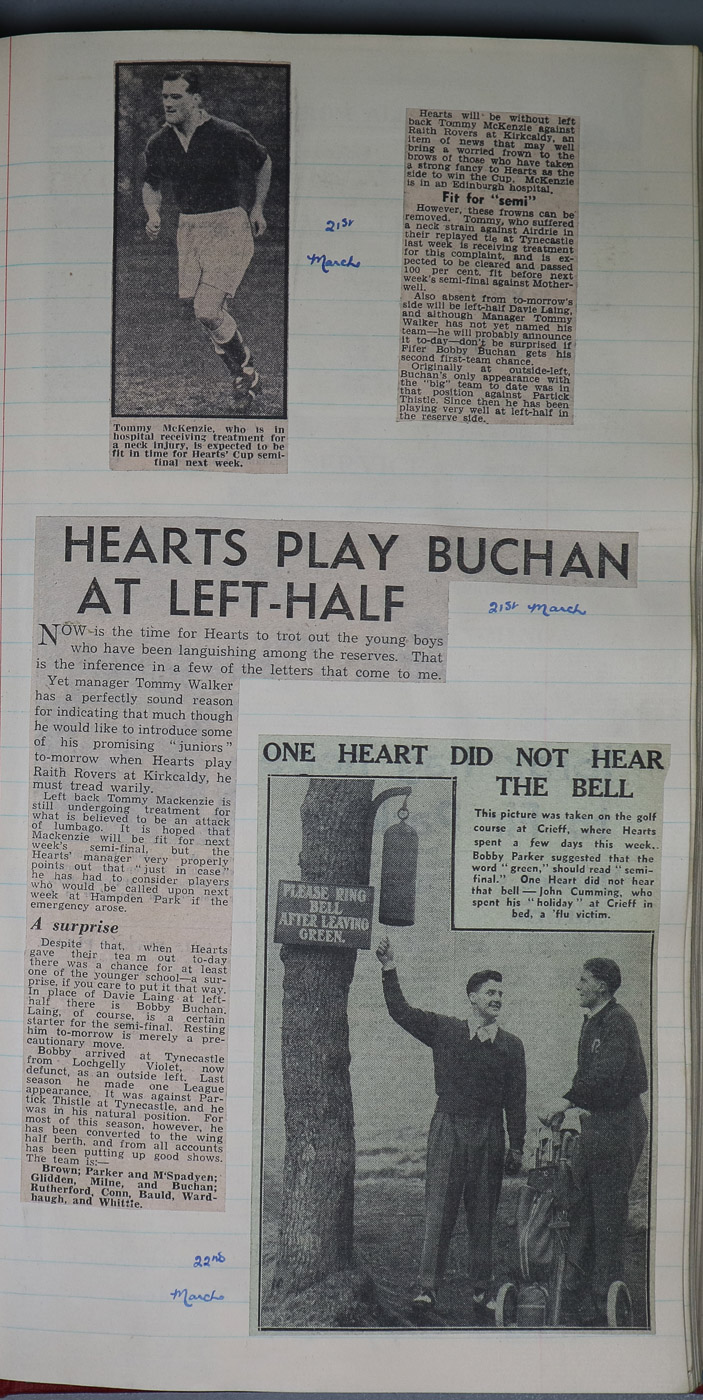 Tommy McKenzie, who is in
hospital receiving treatment for
a neck injury, is expected to be
fit in time for Hearts' Cup semi-
final next week.
21st
March
Hearts will be without left
back Tommy McKenzie against
Raith Rovers at Kirkcaldy, an
item of news that may well
bring a worried frown to the
brows of those who have taken
a strong fancy to Hearts as the
side to win the Cup. McKenzie
is in an Edinburgh hospital.
Fit for "semi"
However, these frowns can be
removed. Tommy, who suffered
a neck strain against Airdrie in
their replayed tie at Tynecastle
last week is receiving treatment
for this complaint, and is ex-
pected to be cleared and passed
100 per cent. fit before next
week's semi-final against Mother-
well.
Also absent from to-morrow's
side will be left-half Davie Laing,
and although Manager Tommy
Walker has not yet named his
team—he will probably announce
it to-day—don't be surprised if
Fifer Bobby Buchan gets his
second first-team chance.
Originally at outside-left,
Buchan's only appearance with
the "big" team to date was in
that position against Partick
Thistle. Since then he has been
playing very well at left-half in
the reserve side.
HEARTS PLAY BUCHAN
AT LEFT-HALF
21st March
NOW is the time for Hearts to trot out the young boys
who have been languishing among the reserves. That
is the inference in a few of the letters that come to me.
Yet manager Tommy Walker
has a perfectly sound reason
for indicating that much though
he would like to introduce some
of his promising "juniors"
to-morrow when Hearts play
Raith Rovers at Kirkcaldy, he
must tread warily.
Left back Tommy Mackenzie is
still undergoing treatment for
what is believed to be an attack
of lumbago. It is hoped that
Mackenzie will be fit for next
week's semi-final, but the
Hearts' manager very properly
points out that "just in case"
he has had to consider players
who would be called upon next
week at Hampden Park if the
emergency arose.
A surprise
Despite that, when Hearts
gave their team out to-day
there was a chance for at least
one of the younger school—a sur-
prise, if you care to put it that way.
In place of Davie Laing at left-
half there is Bobby Buchan.
Laing, of course, is a certain
starter for the semi-final. Resting
him to-morrow is merely a pre-
cautionary move.
Bobby arrived at Tynecastle
from Lochgelly Violet, now
defunct, as an outside left. Last
season he made one League
appearance. It was against Par-
tick Thistle at Tynecastle, and he
was in his natural position. For
most of this season, however, he
has been converted to the wing
half berth, and from all accounts
has been putting up good shows.
The team is:—
Brown; Parker and M'Spadyen;
Glidden, Milne, and Buchan;
Rutherford, Conn, Bauld, Ward-
haugh, and Whittle.
22nd
March
ONE HEART DID NOT HEAR
THE BELL
This picture was taken on the golf
course at Crieff, where Hearts
spent a few days this week.
Bobby Parker suggested that the
word "green," should read "semi-
final." One Heart did not hear
that bell—John Cumming, who
spent his "holiday" at Crieff in
bed, a 'flu victim.
PLEASE RING
BELL
AFTER LEAVING
GREEN.